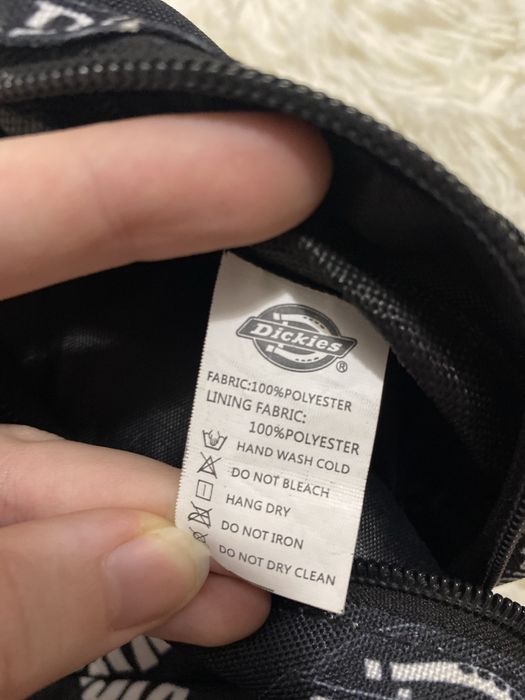 Dickies
®
FABRIC:100%POLYESTER
LINING FABRIC:
100%POLYESTER
HAND WASH COLD
DO NOT BLEACH
HANG DRY
DO NOT IRON
DO NOT DRY CLEAN